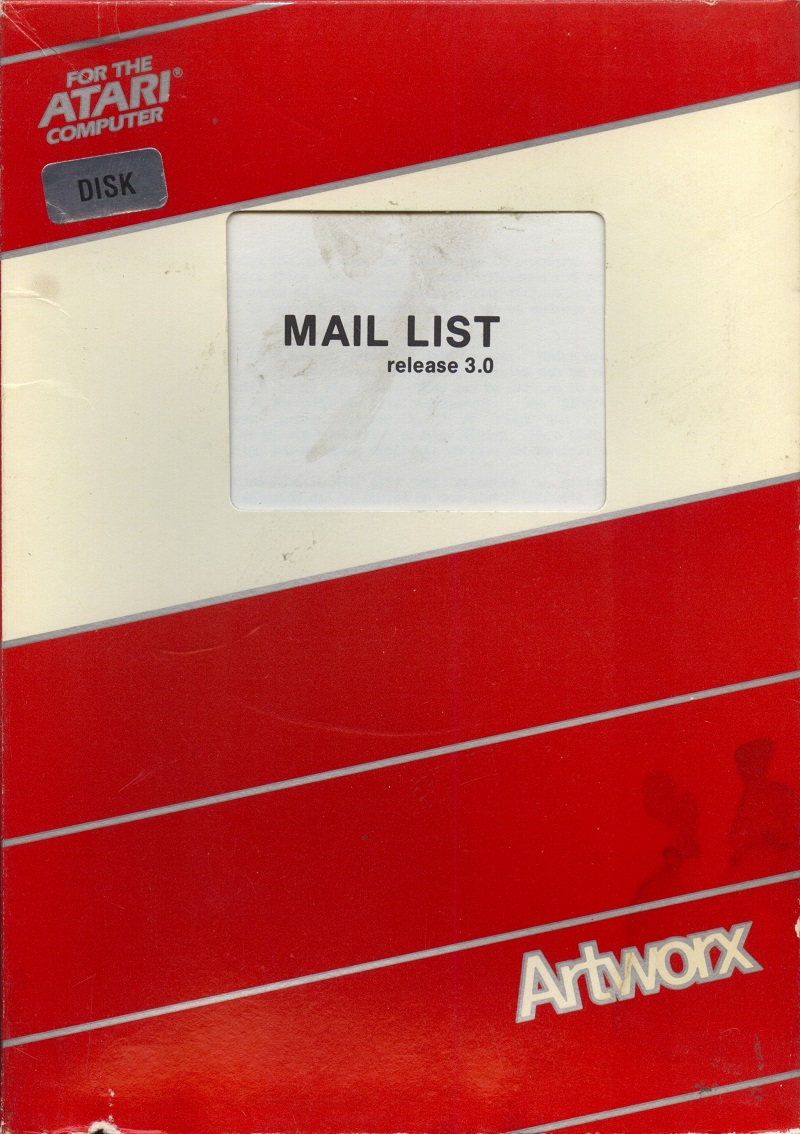 FOR THE
ATARI®
COMPUTER
DISK
MAIL LIST
release 3.0
Artworx